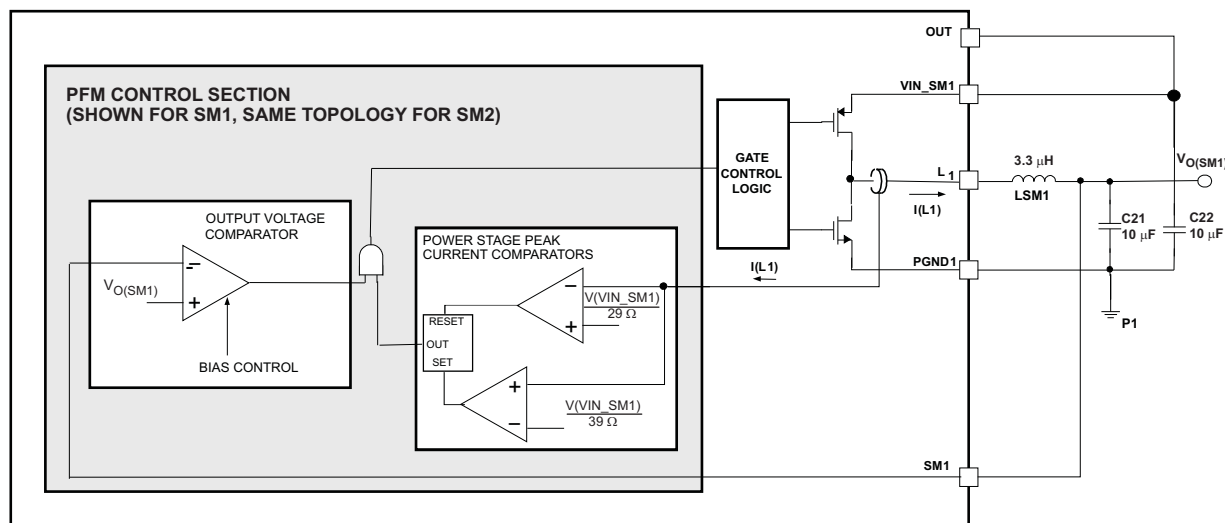 OUT
PFM CONTROL SECTION
(SHOWN FOR SM1, SAME TOPOLOGY FOR SM2)
VIN_SM1
GATE
CONTROL
LOGIC
L1
3.3 μH
LSM1
VO(SM1)
I(L1)
C21
10 μF
C22
10 μF
OUTPUT VOLTAGE
COMPARATOR
-
VO(SM1)
+
BIAS CONTROL
POWER STAGE PEAK
CURRENT COMPARATORS
I(L1)
PGND1
P1
−
V(VIN_SM1)
29 Ω
+
RESET
OUT
SET
+
−
V(VIN_SM1)
39 Ω
SM1